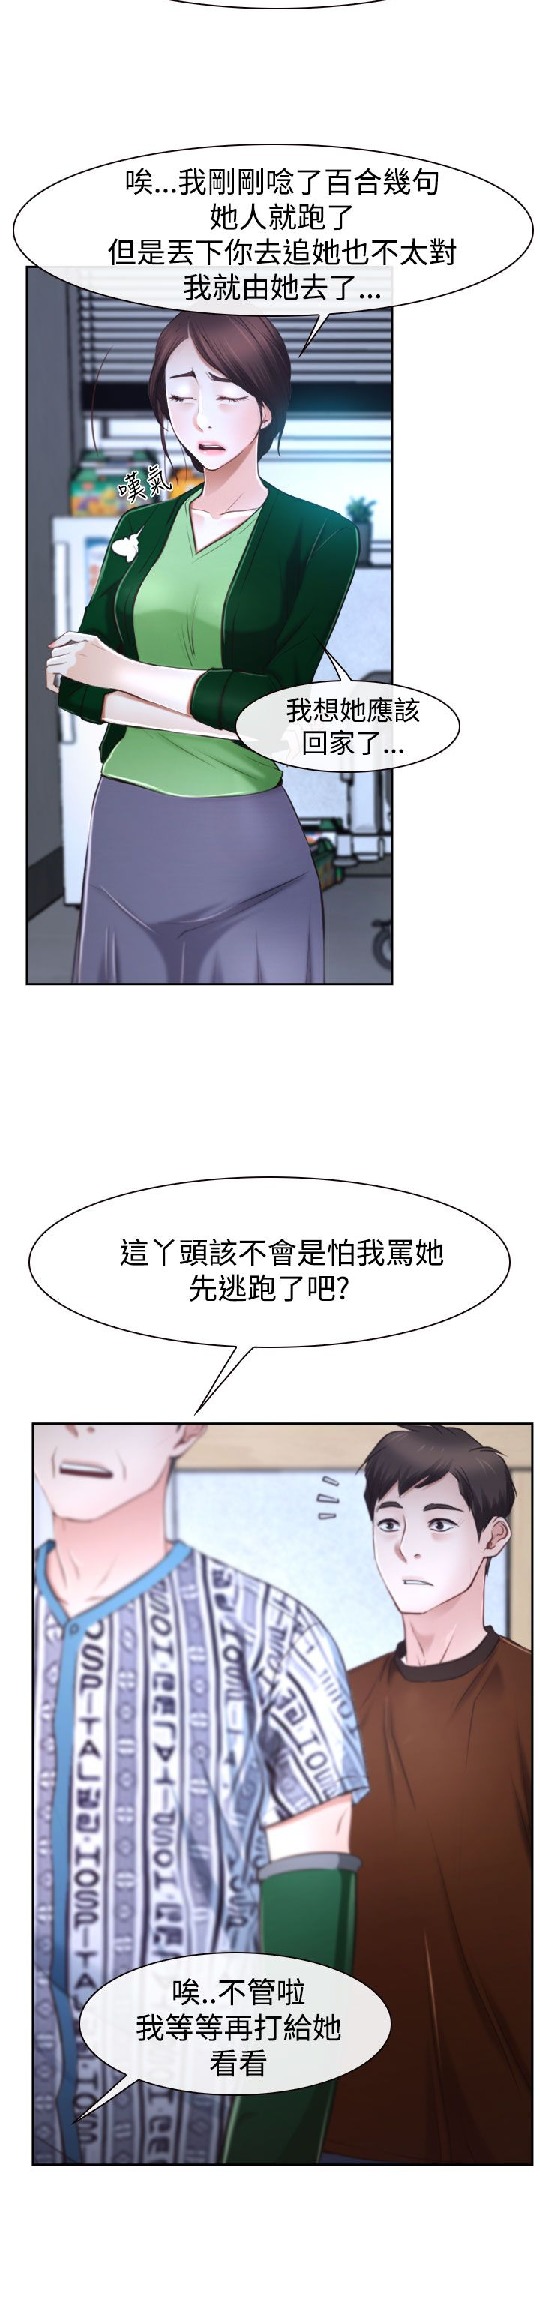 唉...我剛剛唸了百合幾句
她人就跑了
但是丟下你去追她也不太對
我就由她去了...
嘆氣
我想她應該
回家了...
這丫頭該不會是怕我罵她
先逃跑了吧?
唉..不管啦
我等等再打給她
看看